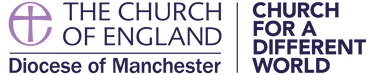 THE CHURCH
OF ENGLAND
Diocese of Manchester
CHURCH
FOR A
DIFFERENT
WORLD